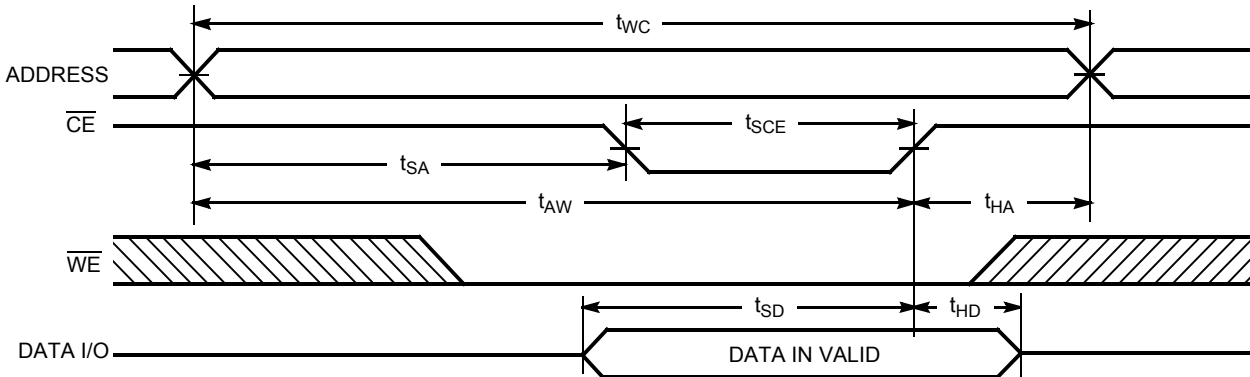 tWC
ADDRESS
CE
tSCE
tSA
tAW
tHA
WE
tSD
tHD
DATA I/O
DATA IN VALID